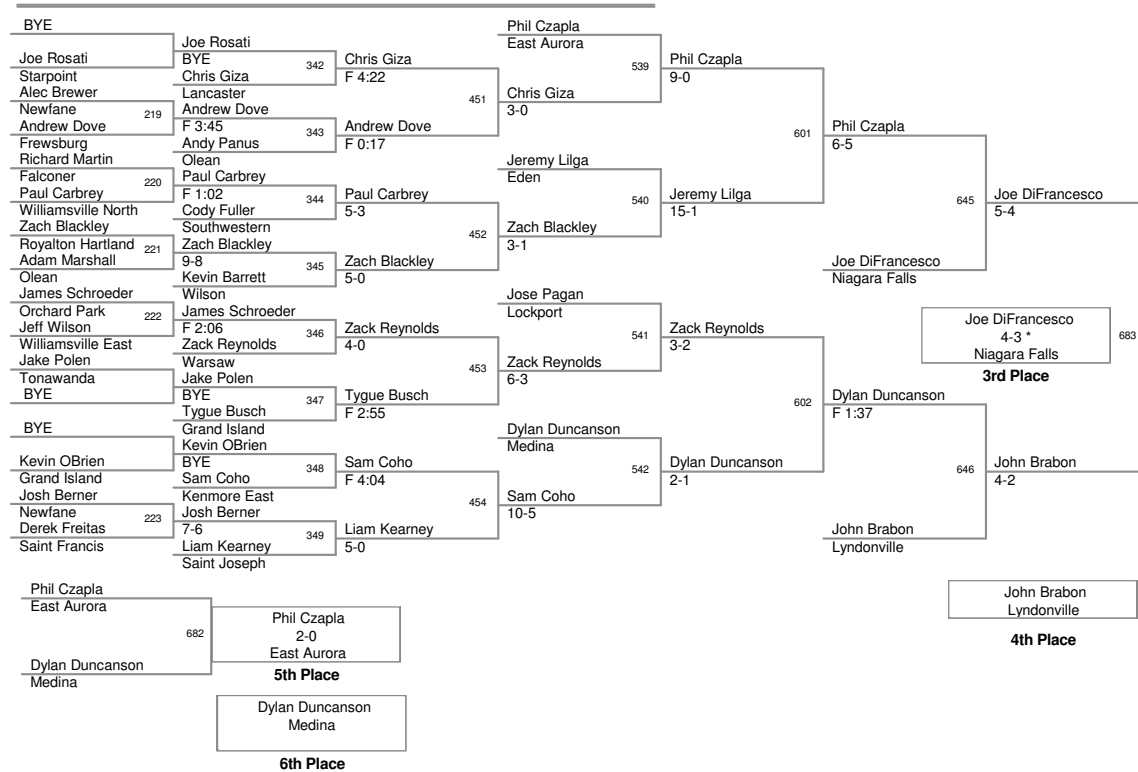 BYE
Joe Rosati
Starpoint
Alec Brewer
Newfane
219
Andrew Dove
Frewsburg
Richard Martin
Falconer
220
Paul Carbrey
Williamsville North
Zach Blackley
Royalton Hartland
221
Adam Marshall
Olean
James Schroeder
Orchard Park
222
Jeff Wilson
Williamsville East
Jake Polen
Tonawanda
BYE
BYE
Kevin OBrien
Grand Island
Josh Berner
Newfane
223
Derek Freitas
Saint Francis
Joe Rosati
BYE
342
Chris Giza
Lancaster
Andrew Dove
F 3:45
343
Andy Panus
Olean
Paul Carbrey
F 1:02
344
Cody Fuller
Southwestern
Zach Blackley
9-8
345
Kevin Barrett
Wilson
James Schroeder
F 2:06
346
Zack Reynolds
Warsaw
Jake Polen
BYE
347
Tygue Busch
Grand Island
Kevin OBrien
BYE
348
Sam Coho
Kenmore East
Josh Berner
7-6
349
Liam Kearney
Saint Joseph
Chris Giza
F 4:22
451
Andrew Dove
F 0:17
Paul Carbrey
5-3
452
Zach Blackley
5-0
Zack Reynolds
4-0
453
Tygue Busch
F 2:55
Sam Coho
F 4:04
454
Liam Kearney
5-0
Phil Czapla
East Aurora
539
Chris Giza
3-0
Jeremy Lilga
Eden
540
Zach Blackley
3-1
Jose Pagan
Lockport
541
Zack Reynolds
6-3
Dylan Duncanson
Medina
542
Sam Coho
10-5
Phil Czapla
9-0
601
Jeremy Lilga
15-1
Zack Reynolds
3-2
602
Dylan Duncanson
2-1
Phil Czapla
6-5
645
Joe DiFrancesco
Niagara Falls
Dylan Duncanson
F 1:37
646
John Brabon
Lyndonville
Joe DiFrancesco
5-4
Joe DiFrancesco
4-3 *
683
Niagara Falls
3rd Place
John Brabon
4-2
John Brabon
Lyndonville
4th Place
Phil Czapla
East Aurora
682
Dylan Duncanson
Medina
Phil Czapla
2-0
East Aurora
5th Place
Dylan Duncanson
Medina
6th Place